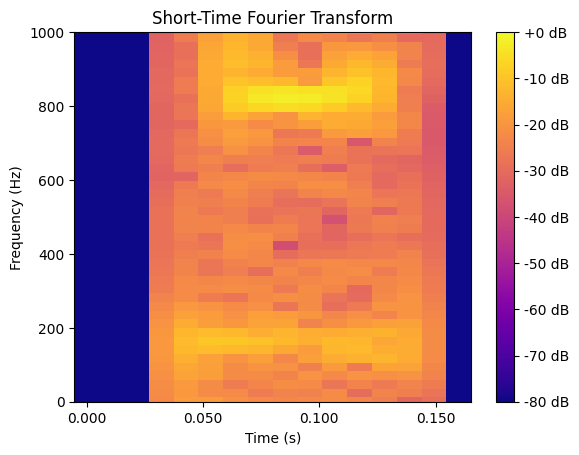 Short-Time Fourier Transform
1000
800
600
400
200
0
Frequency (Hz)
0.000
0.050
0.100
0.150
Time (s)
+0 dB
-10 dB
-20 dB
-30 dB
-40 dB
-50 dB
-60 dB
-70 dB
-80 dB